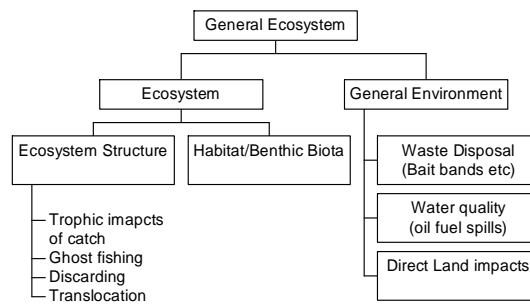 General Ecosystem
Ecosystem
General Environment
Ecosystem Structure
Habitat/Benthic Biota
Trophic imapcts
of catch
Ghost fishing
Discarding
Translocation
Waste Disposal
(Bait bands etc)
Water quality
(oil fuel spills)
Direct Land impacts